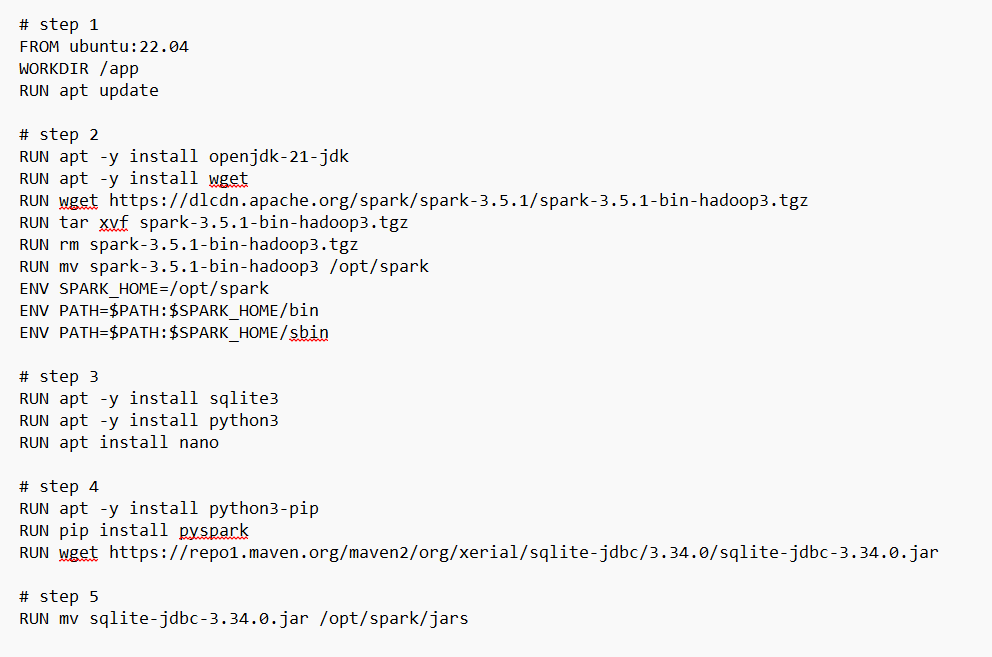 # step 1
FROM ubuntu:22.04
WORKDIR /app
RUN apt update
# step 2
RUN apt -y install openjdk-21-jdk
RUN apt -y install wget
RUN wget https://dlcdn.apache.org/spark/spark-3.5.1/spark-3.5.1-bin-hadoop3.tgz
RUN tar xvf spark-3.5.1-bin-hadoop3.tgz
RUN rm spark-3.5.1-bin-hadoop3.tgz
RUN mv spark-3.5.1-bin-hadoop3 /opt/spark
ENV SPARK_HOME=/opt/spark
ENV PATH=$PATH:$SPARK_HOME/bin
ENV PATH=$PATH:$SPARK_HOME/sbin
# step 3
RUN apt -y install sqlite3
RUN apt -y install python3
RUN apt install nano
# step 4
RUN apt -y install python3-pip
RUN pip install pyspark
RUN wget https://repo1.maven.org/maven2/org/xerial/sqlite-jdbc/3.34.0/sqlite-jdbc-3.34.0.jar
# step 5
RUN mv sqlite-jdbc-3.34.0.jar /opt/spark/jars